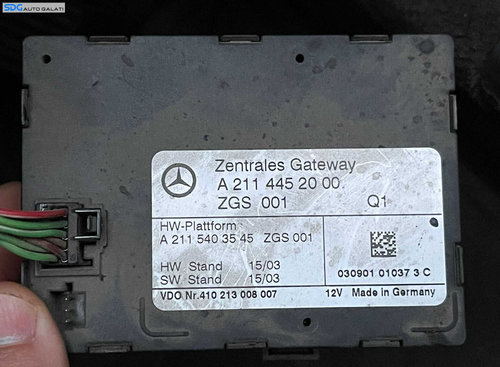 SDG AUTO GALATI
Zentrales Gateway
A 211 445 20 00
ZGS 001 Q1
HW-Plattform
A 211 540 35 45 ZGS 001
HW Stand 15/03
SW Stand 15/03
030901 01037 3 C
VDO Nr.410 213 008 007 12V Made in Germany